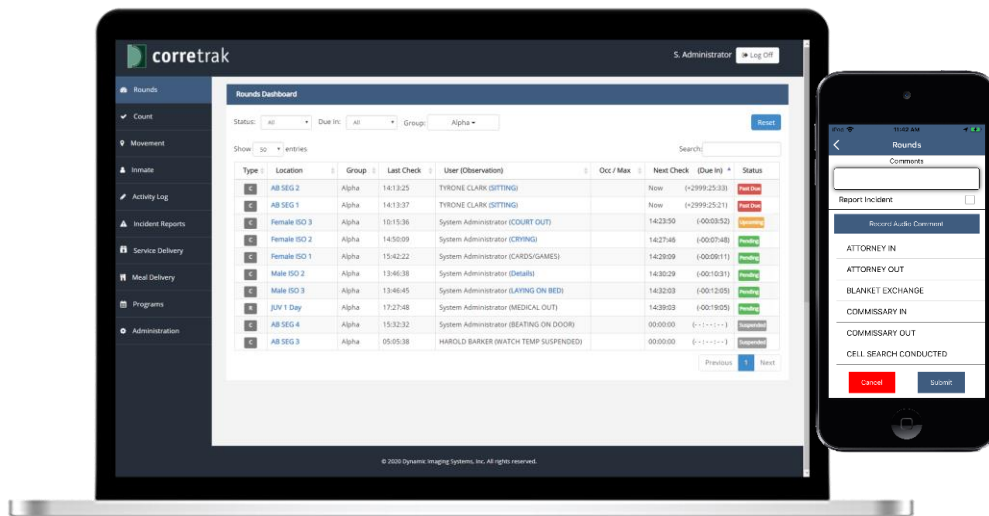 corretrak
S. Administrator Log Off
Rounds
Count
Movement
Inmate
Activity Log
Incident Reports
Service Delivery
Meal Delivery
Programs
Administration
Rounds Dashboard
Status: All Due In: All Group: Alpha Reset
Show 50 entries Search:
Type Location Group Last Check User (Observation) Occ / Max Next Check (Due In) Status
C AB SEG 2 Alpha 14:13:25 TYRONE CLARK (SITTING) Now (+2999:25:33) Past Due
C AB SEG 1 Alpha 14:13:37 TYRONE CLARK (SITTING) Now (+2999:25:21) Past Due
C Female ISO 3 Alpha 10:15:36 System Administrator (COURT OUT) 14:23:50 (-00:03:52) Upcoming
C Female ISO 2 Alpha 14:50:09 System Administrator (CRYING) 14:27:46 (-00:07:48) Pending
C Female ISO 1 Alpha 15:42:22 System Administrator (CARDS/GAMES) 14:29:09 (-00:09:11) Pending
C Male ISO 2 Alpha 13:46:38 System Administrator (Details) 14:30:29 (-00:10:31) Pending
C Male ISO 3 Alpha 13:46:45 System Administrator (LAYING ON BED) 14:32:03 (-00:12:05) Pending
JUV 1 Day Alpha 17:27:48 System Administrator (MEDICAL OUT) 14:39:03 (-00:19:05) Pending
C AB SEG 4 Alpha 15:32:32 System Administrator (BEATING ON DOOR) 00:00:00 (--:--:--) Suspended
C AB SEG 3 Alpha 05:05:38 HAROLD BARKER (WATCH TEMP SUSPENDED) 00:00:00 (--:--:--) Suspended
Previous 1 Next
© 2020 Dynamic Imaging Systems, Inc. All rights reserved.
iPod 11:03 AM
Rounds
Comments
Report Incident
Record Audio Comment
ATTORNEY IN
ATTORNEY OUT
BLANKET EXCHANGE
COMMISSARY IN
COMMISSARY OUT
CELL SEARCH CONDUCTED
Cancel Submit